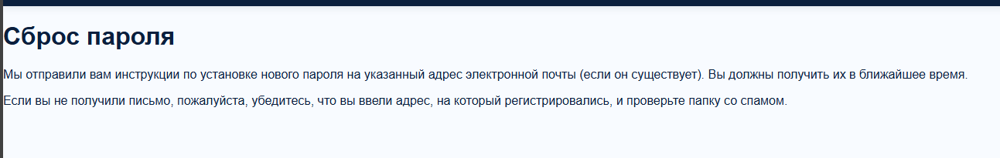 Сброс пароля
Мы отправили вам инструкции по установке нового пароля на указанный адрес электронной почты (если он существует). Вы должны получить их в ближайшее время.
Если вы не получили письмо, пожалуйста, убедитесь, что вы ввели адрес, на который регистрировались, и проверьте папку со спамом.